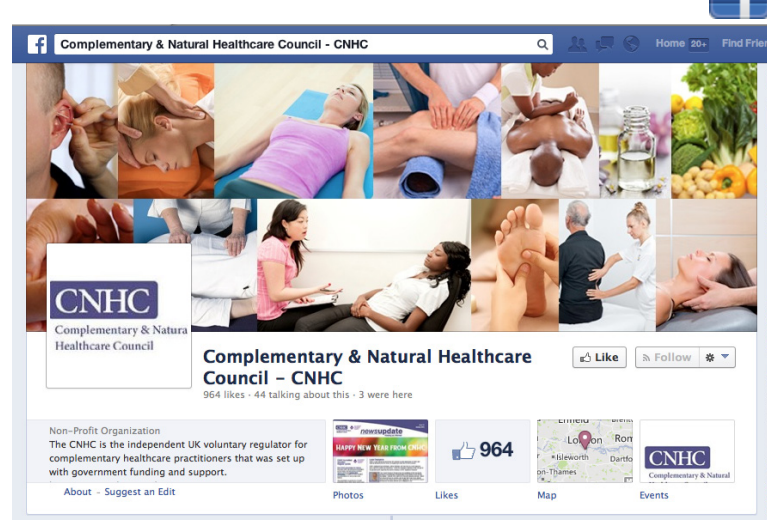 Complementary & Natural Healthcare Council - CNHC
Home 20+ Find Frie
CNHC
Complementary & Natura
Healthcare Council
Complementary & Natural Healthcare
Council – CNHC
964 likes · 44 talking about this · 3 were here
Like
Follow
Non-Profit Organization
The CNHC is the independent UK voluntary regulator for
complementary healthcare practitioners that was set up
with government funding and support.
About – Suggest an Edit
newsupdate
HAPPY NEW YEAR FROM CNHC
Photos
964
Likes
Enfield
London Rom
Isleworth Dartfo
on-Thames
Map
CNHC
Complementary & Natural
Events